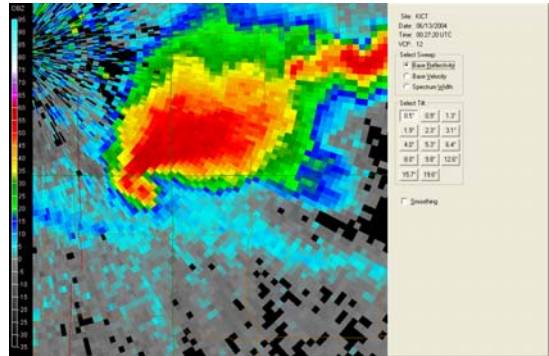 DBZ
95
90
85
80
75
70
65
60
55
50
45
40
35
30
25
20
15
10
5
0
-5
-10
-15
-20
-25
-30
-35
Site: KICT
Date: 06/13/2004
Time: 00:27:20 UTC
VCP: 12
Select Sweep
Base Reflectivity
Base Velocity
Spectrum Width
Select Tilt
0.5° 0.9° 1.3°
1.9° 2.3° 3.1°
4.0° 5.3° 6.4°
8.0° 9.8° 12.6°
15.7° 19.6°
Smoothing